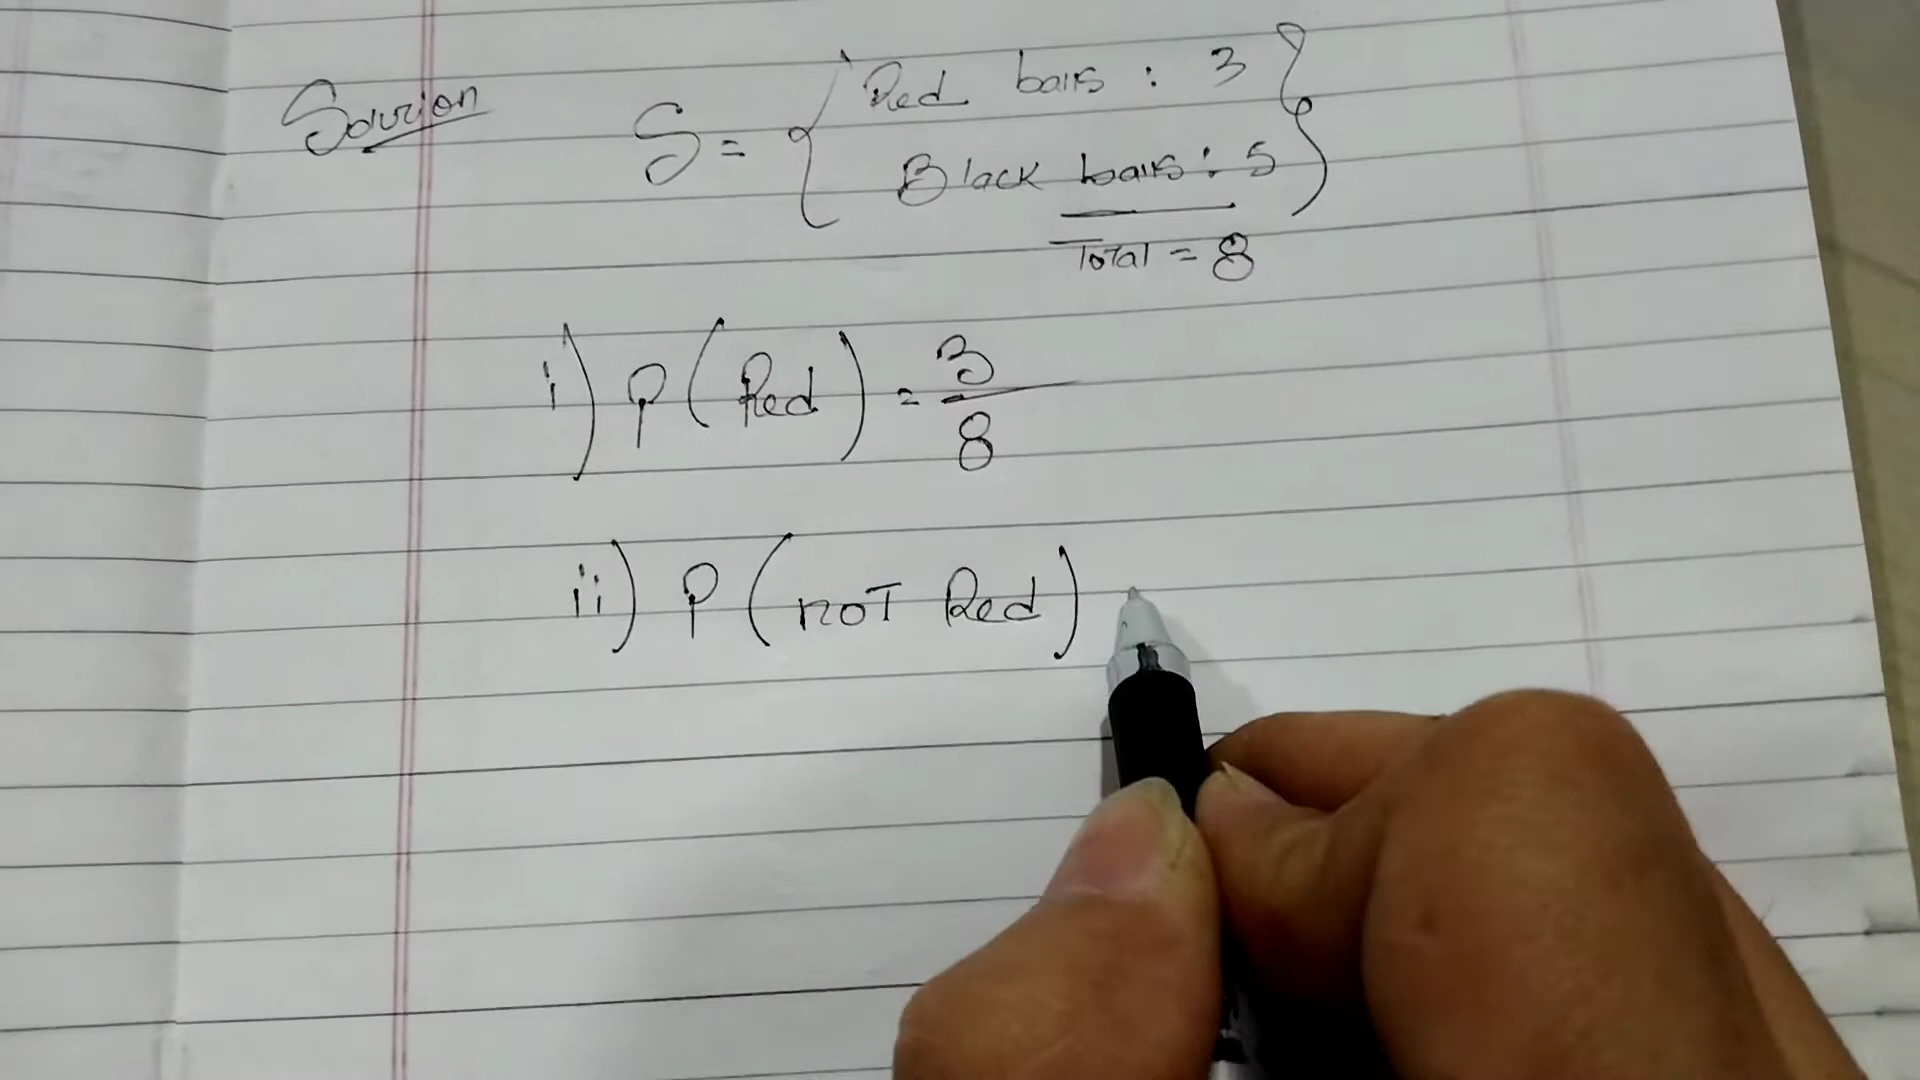 Solution
S = { Red balls : 3
Black balls : 5 }
Total = 8
i) P(Red) = 3/8
ii) P(not Red)